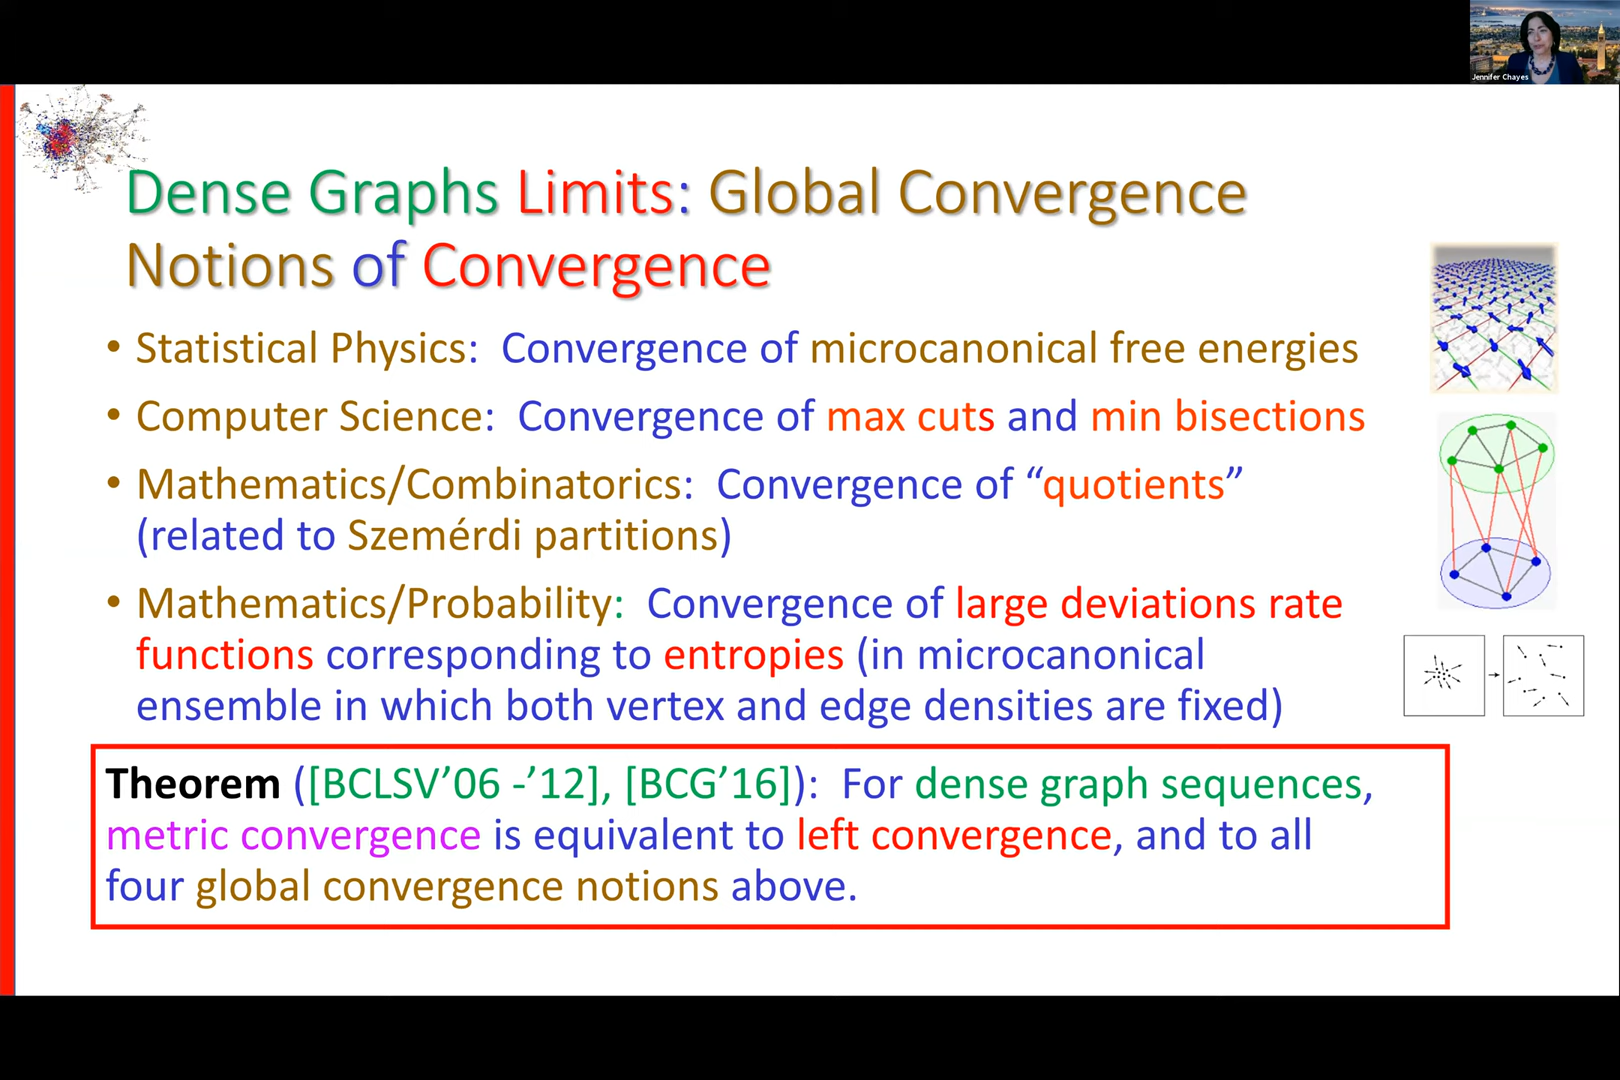 Jennifer Chayes
Dense Graphs Limits: Global Convergence
Notions of Convergence
• Statistical Physics: Convergence of microcanonical free energies
• Computer Science: Convergence of max cuts and min bisections
• Mathematics/Combinatorics: Convergence of “quotients”
(related to Szemérdi partitions)
• Mathematics/Probability: Convergence of large deviations rate
functions corresponding to entropies (in microcanonical
ensemble in which both vertex and edge densities are fixed)
Theorem ([BCLSV’06 -’12], [BCG’16]): For dense graph sequences,
metric convergence is equivalent to left convergence, and to all
four global convergence notions above.